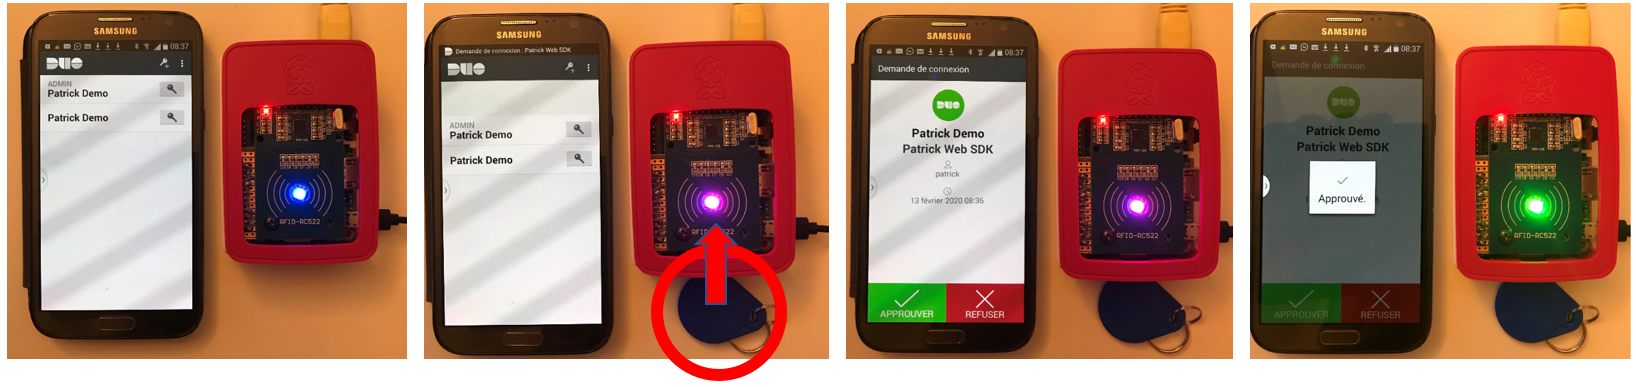 SAMSUNG
08:37
DUO
ADMIN
Patrick Demo
Patrick Demo
RFID-RC522
SAMSUNG
Demande de connexion : Patrick Web SDK
DUO
ADMIN
Patrick Demo
Patrick Demo
RC522
SAMSUNG
08:37
Demande de connexion
DUO
Patrick Demo
Patrick Web SDK
patrick
13 février 2020 08:36
APPROUVER
REFUSER
RFID-RC522
SAMSUNG
08:37
Demande de connexion
DUO
Patrick Demo
Patrick Web SDK
Approuvé.
APPROUVER
REFUSER
RFID-RC522